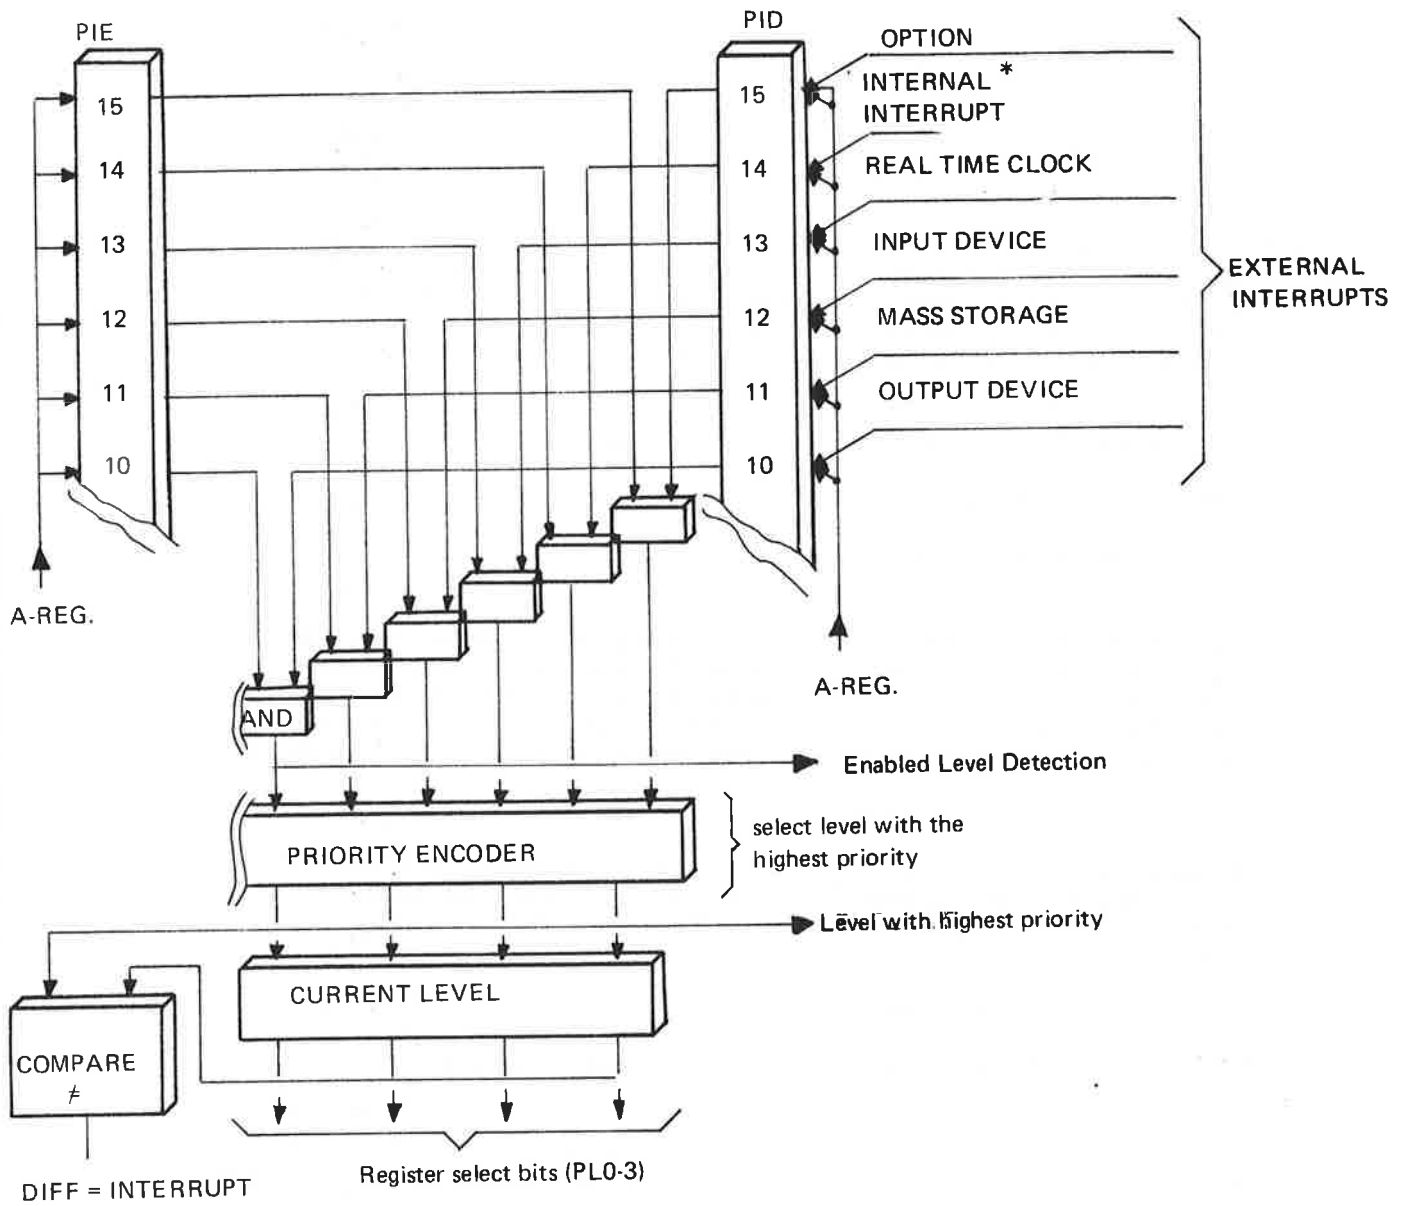 PIE
PID
OPTION
15
15
INTERNAL *
INTERRUPT
14
14
REAL TIME CLOCK
13
13
INPUT DEVICE
EXTERNAL
INTERRUPTS
12
12
MASS STORAGE
11
11
OUTPUT DEVICE
10
10
A-REG.
A-REG.
AND
Enabled Level Detection
PRIORITY ENCODER
select level with the
highest priority
Level with highest priority
CURRENT LEVEL
COMPARE
≠
Register select bits (PL0-3)
DIFF = INTERRUPT